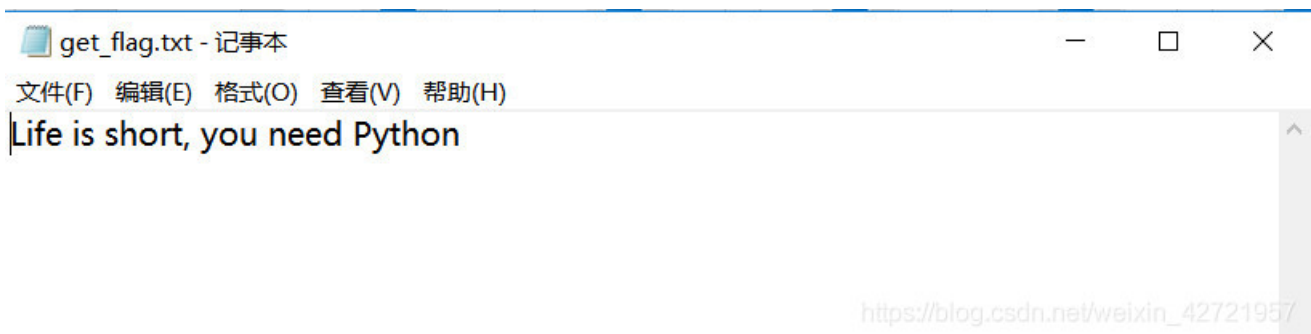 get_flag.txt - 记事本
文件(F) 编辑(E) 格式(O) 查看(V) 帮助(H)
Life is short, you need Python
https://blog.csdn.net/weixin_42721957